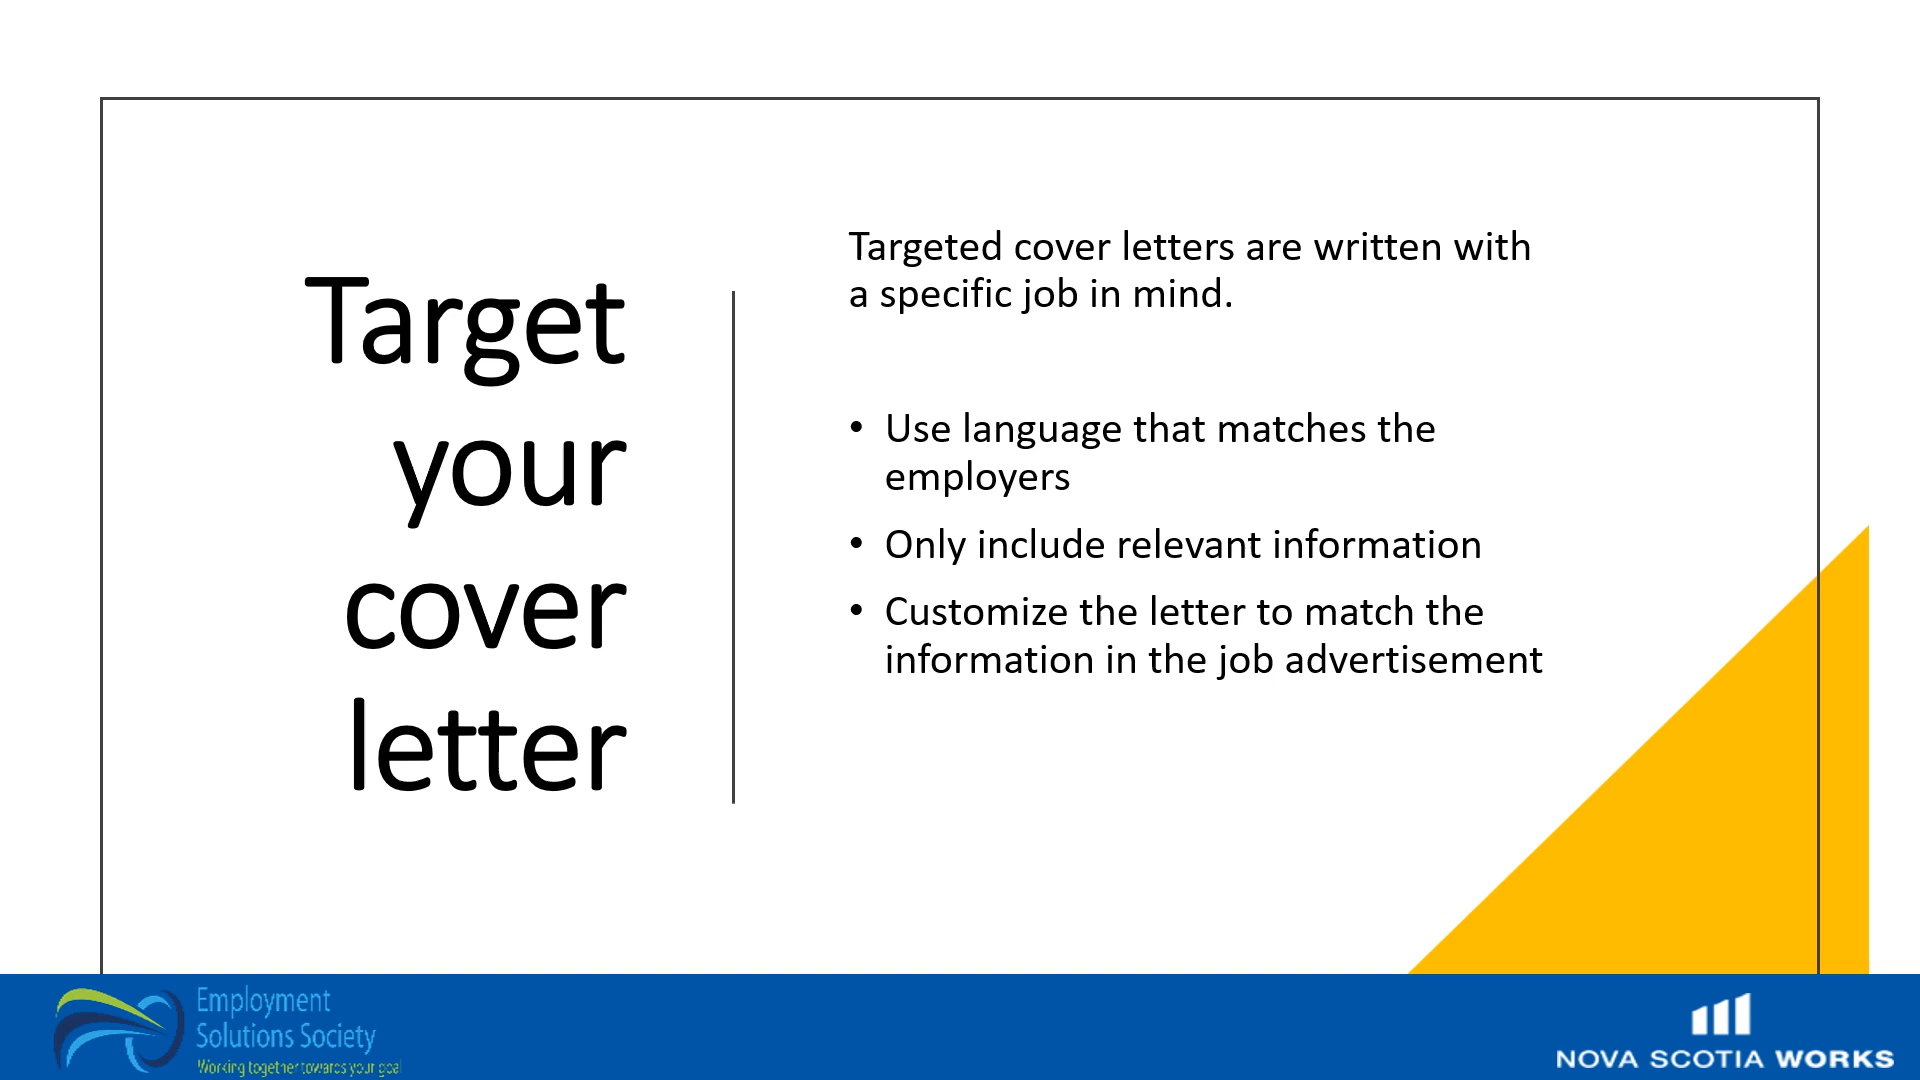 Target
your
cover
letter
Targeted cover letters are written with
a specific job in mind.
• Use language that matches the
employers
• Only include relevant information
• Customize the letter to match the
information in the job advertisement
Employment
Solutions Society
Working together towards your goal
NOVA SCOTIA WORKS